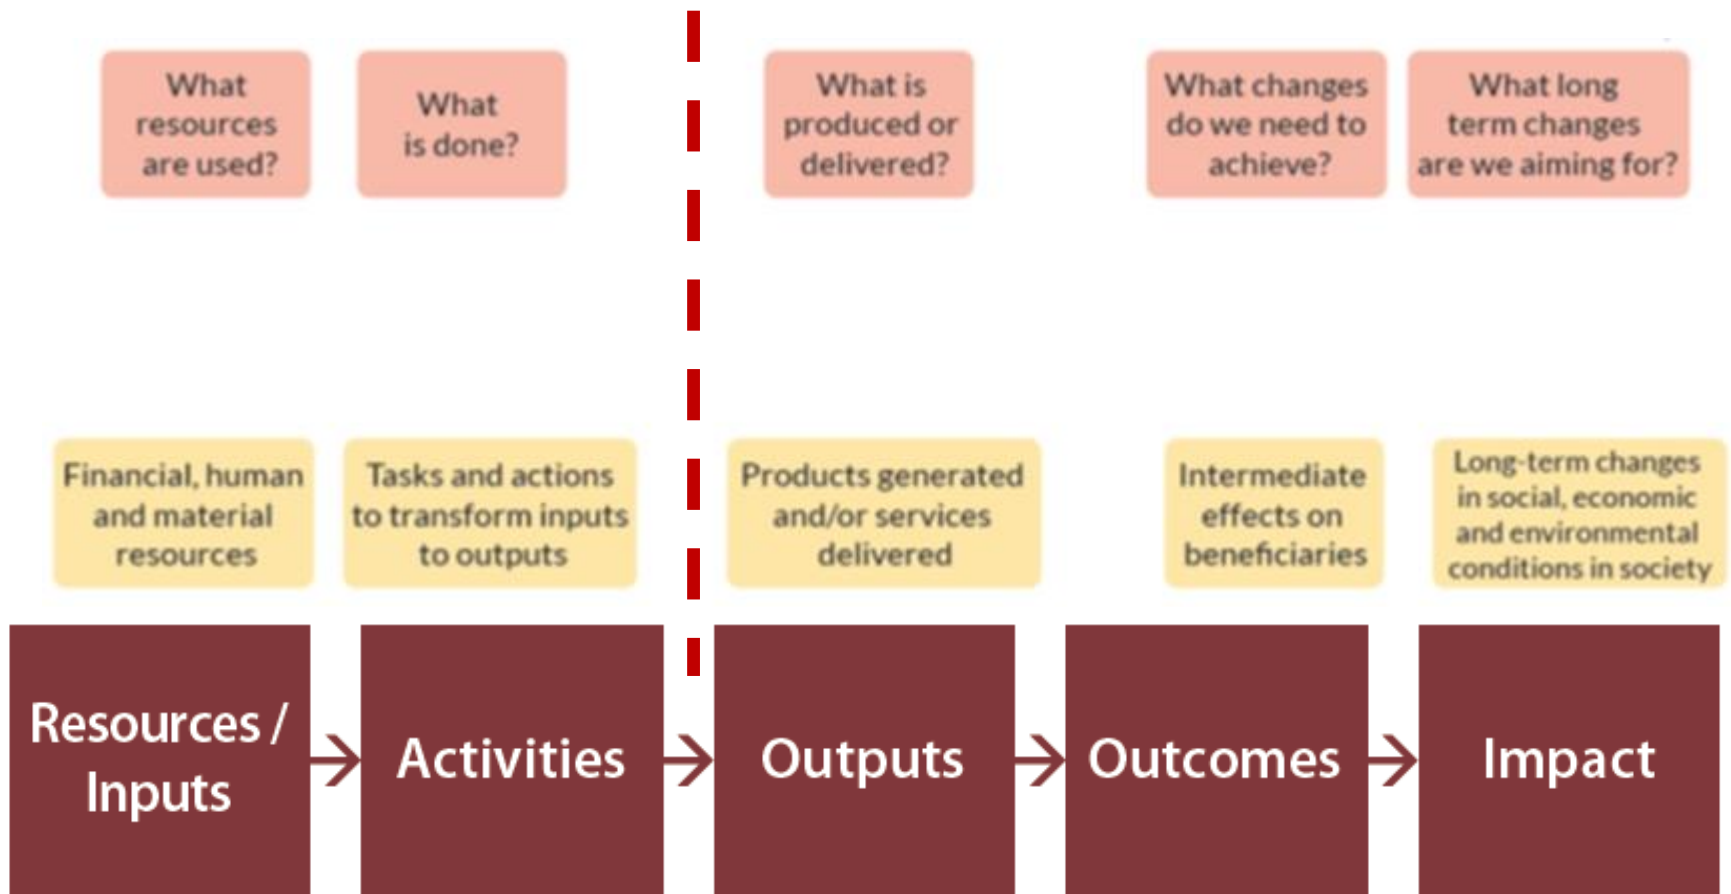 What
resources
are used?
What
is done?
What is
produced or
delivered?
What changes
do we need to
achieve?
What long
term changes
are we aiming for?
Financial, human
and material
resources
Tasks and actions
to transform inputs
to outputs
Products generated
and/or services
delivered
Intermediate
effects on
beneficiaries
Long-term changes
in social, economic
and environmental
conditions in society
Resources /
Inputs
Activities
Outputs
Outcomes
Impact